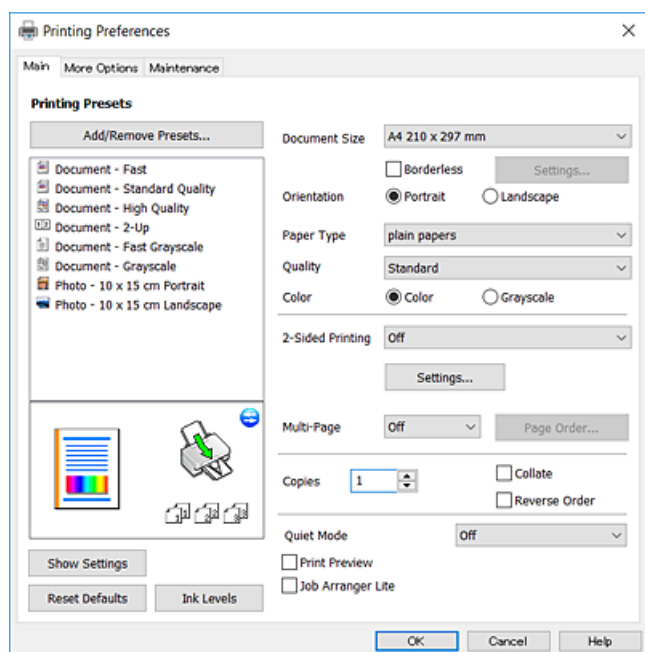 Printing Preferences
Main More Options Maintenance
Printing Presets
Add/Remove Presets...
Document - Fast
Document - Standard Quality
Document - High Quality
Document - 2-Up
Document - Fast Grayscale
Document - Grayscale
Photo - 10 x 15 cm Portrait
Photo - 10 x 15 cm Landscape
Show Settings
Reset Defaults Ink Levels
Document Size A4 210 x 297 mm
Borderless Settings...
Orientation Portrait Landscape
Paper Type plain papers
Quality Standard
Color Color Grayscale
2-Sided Printing Off
Settings...
Multi-Page Off Page Order...
Copies 1 Collate
Reverse Order
Quiet Mode Off
Print Preview
Job Arranger Lite
OK Cancel Help